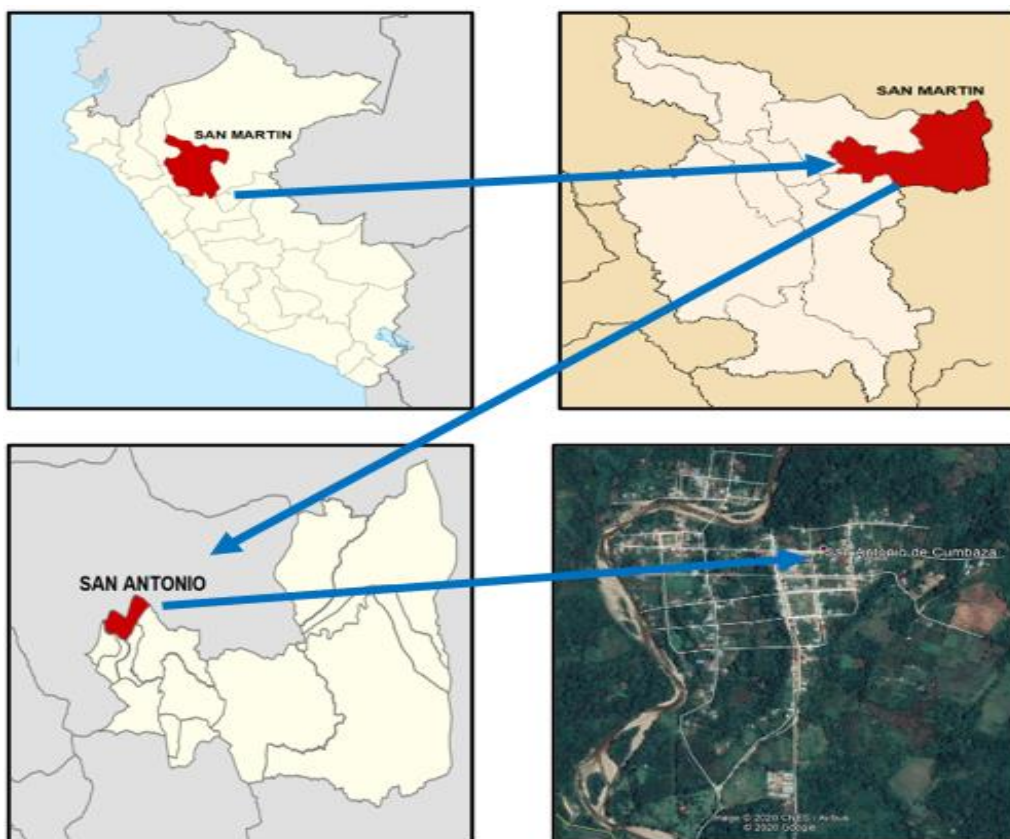 SAN MARTIN
SAN MARTIN
SAN ANTONIO
San Antonio de Cumbaza
Image © 2020 CNES / Airbus
© 2020 Google